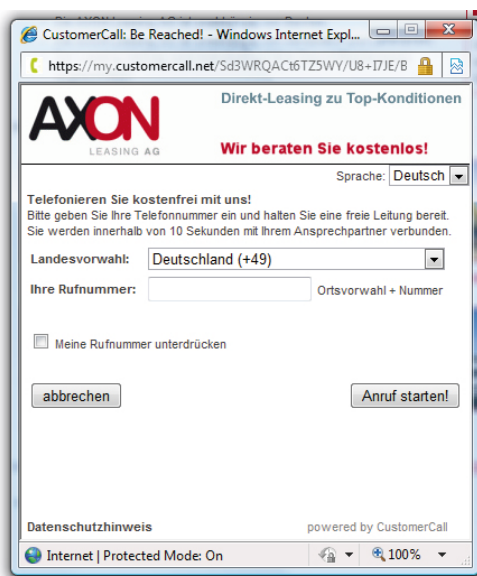 CustomerCall: Be Reached! - Windows Internet Expl...
https://my.customercall.net/Sd3WRQACt6TZ5WY/U8+I7JE/B
AXON
LEASING AG
Direkt-Leasing zu Top-Konditionen
Wir beraten Sie kostenlos!
Sprache: Deutsch
Telefonieren Sie kostenfrei mit uns!
Bitte geben Sie Ihre Telefonnummer ein und halten Sie eine freie Leitung bereit.
Sie werden innerhalb von 10 Sekunden mit Ihrem Ansprechpartner verbunden.
Landesvorwahl: Deutschland (+49)
Ihre Rufnummer: Ortsvorwahl + Nummer
Meine Rufnummer unterdrücken
abbrechen Anruf starten!
Datenschutzhinweis powered by CustomerCall
Internet | Protected Mode: On 100%